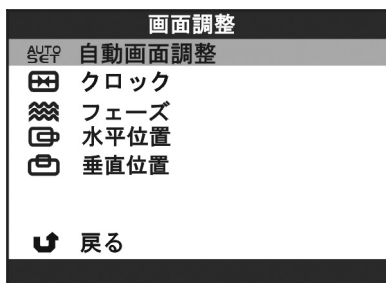 画面調整
AUTO SET 自動画面調整
クロック
フェーズ
水平位置
垂直位置
戻る